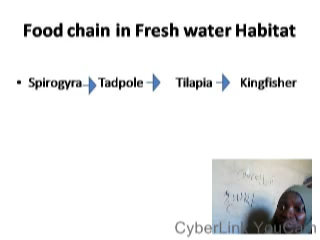 Food chain in Fresh water Habitat
• Spirogyra Tadpole Tilapia Kingfisher
CyberLink YouCam